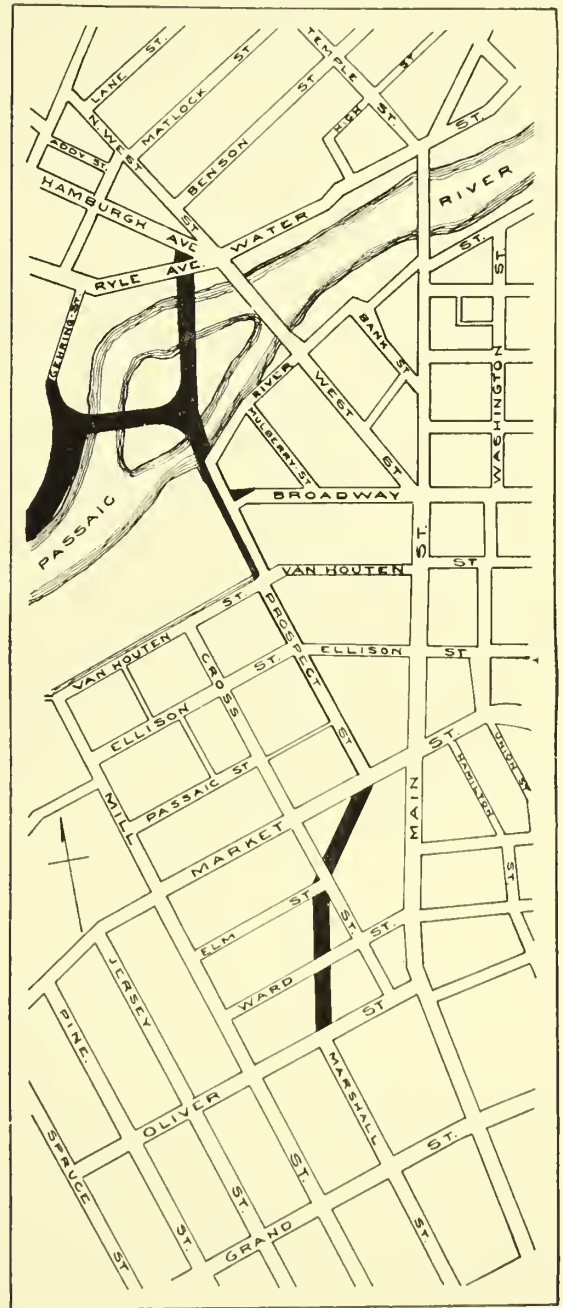 LANE ST.
MATLOCK ST
TEMPLE ST.
N. WEST ST
BENSON ST
HIGH
ST.
ADDY ST.
HAMBURGH AVE
WATER
RIVER
RYLE AVE.
GEHRING ST.
ST.
BANK ST
WASHINGTON ST.
RIVER
WEST ST
MULBERRY ST
PASSAIC
BROADWAY
VAN HOUTEN ST
MAIN ST.
VAN HOUTEN ST.
PROSPECT ST
ELLISON ST
CROSS ST.
ELLISON ST.
PASSAIC ST
MILL
MARKET ST.
HAMILTON
UNION ST
ST.
ELM ST
WARD ST.
JERSEY ST.
PINE. ST.
OLIVER ST
MARSHALL ST.
SPRUCE ST
ST.
ST.
GRAND ST.